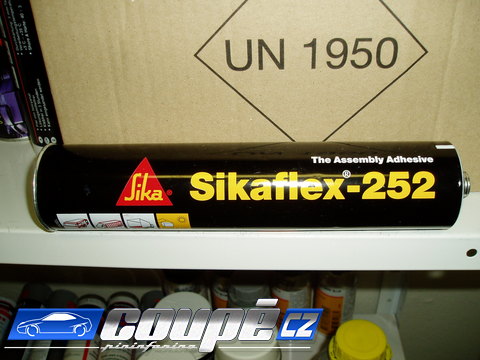 UN 1950
The Assembly Adhesive
Sika®
Sikaflex®-252
coupé cz
pininfarina